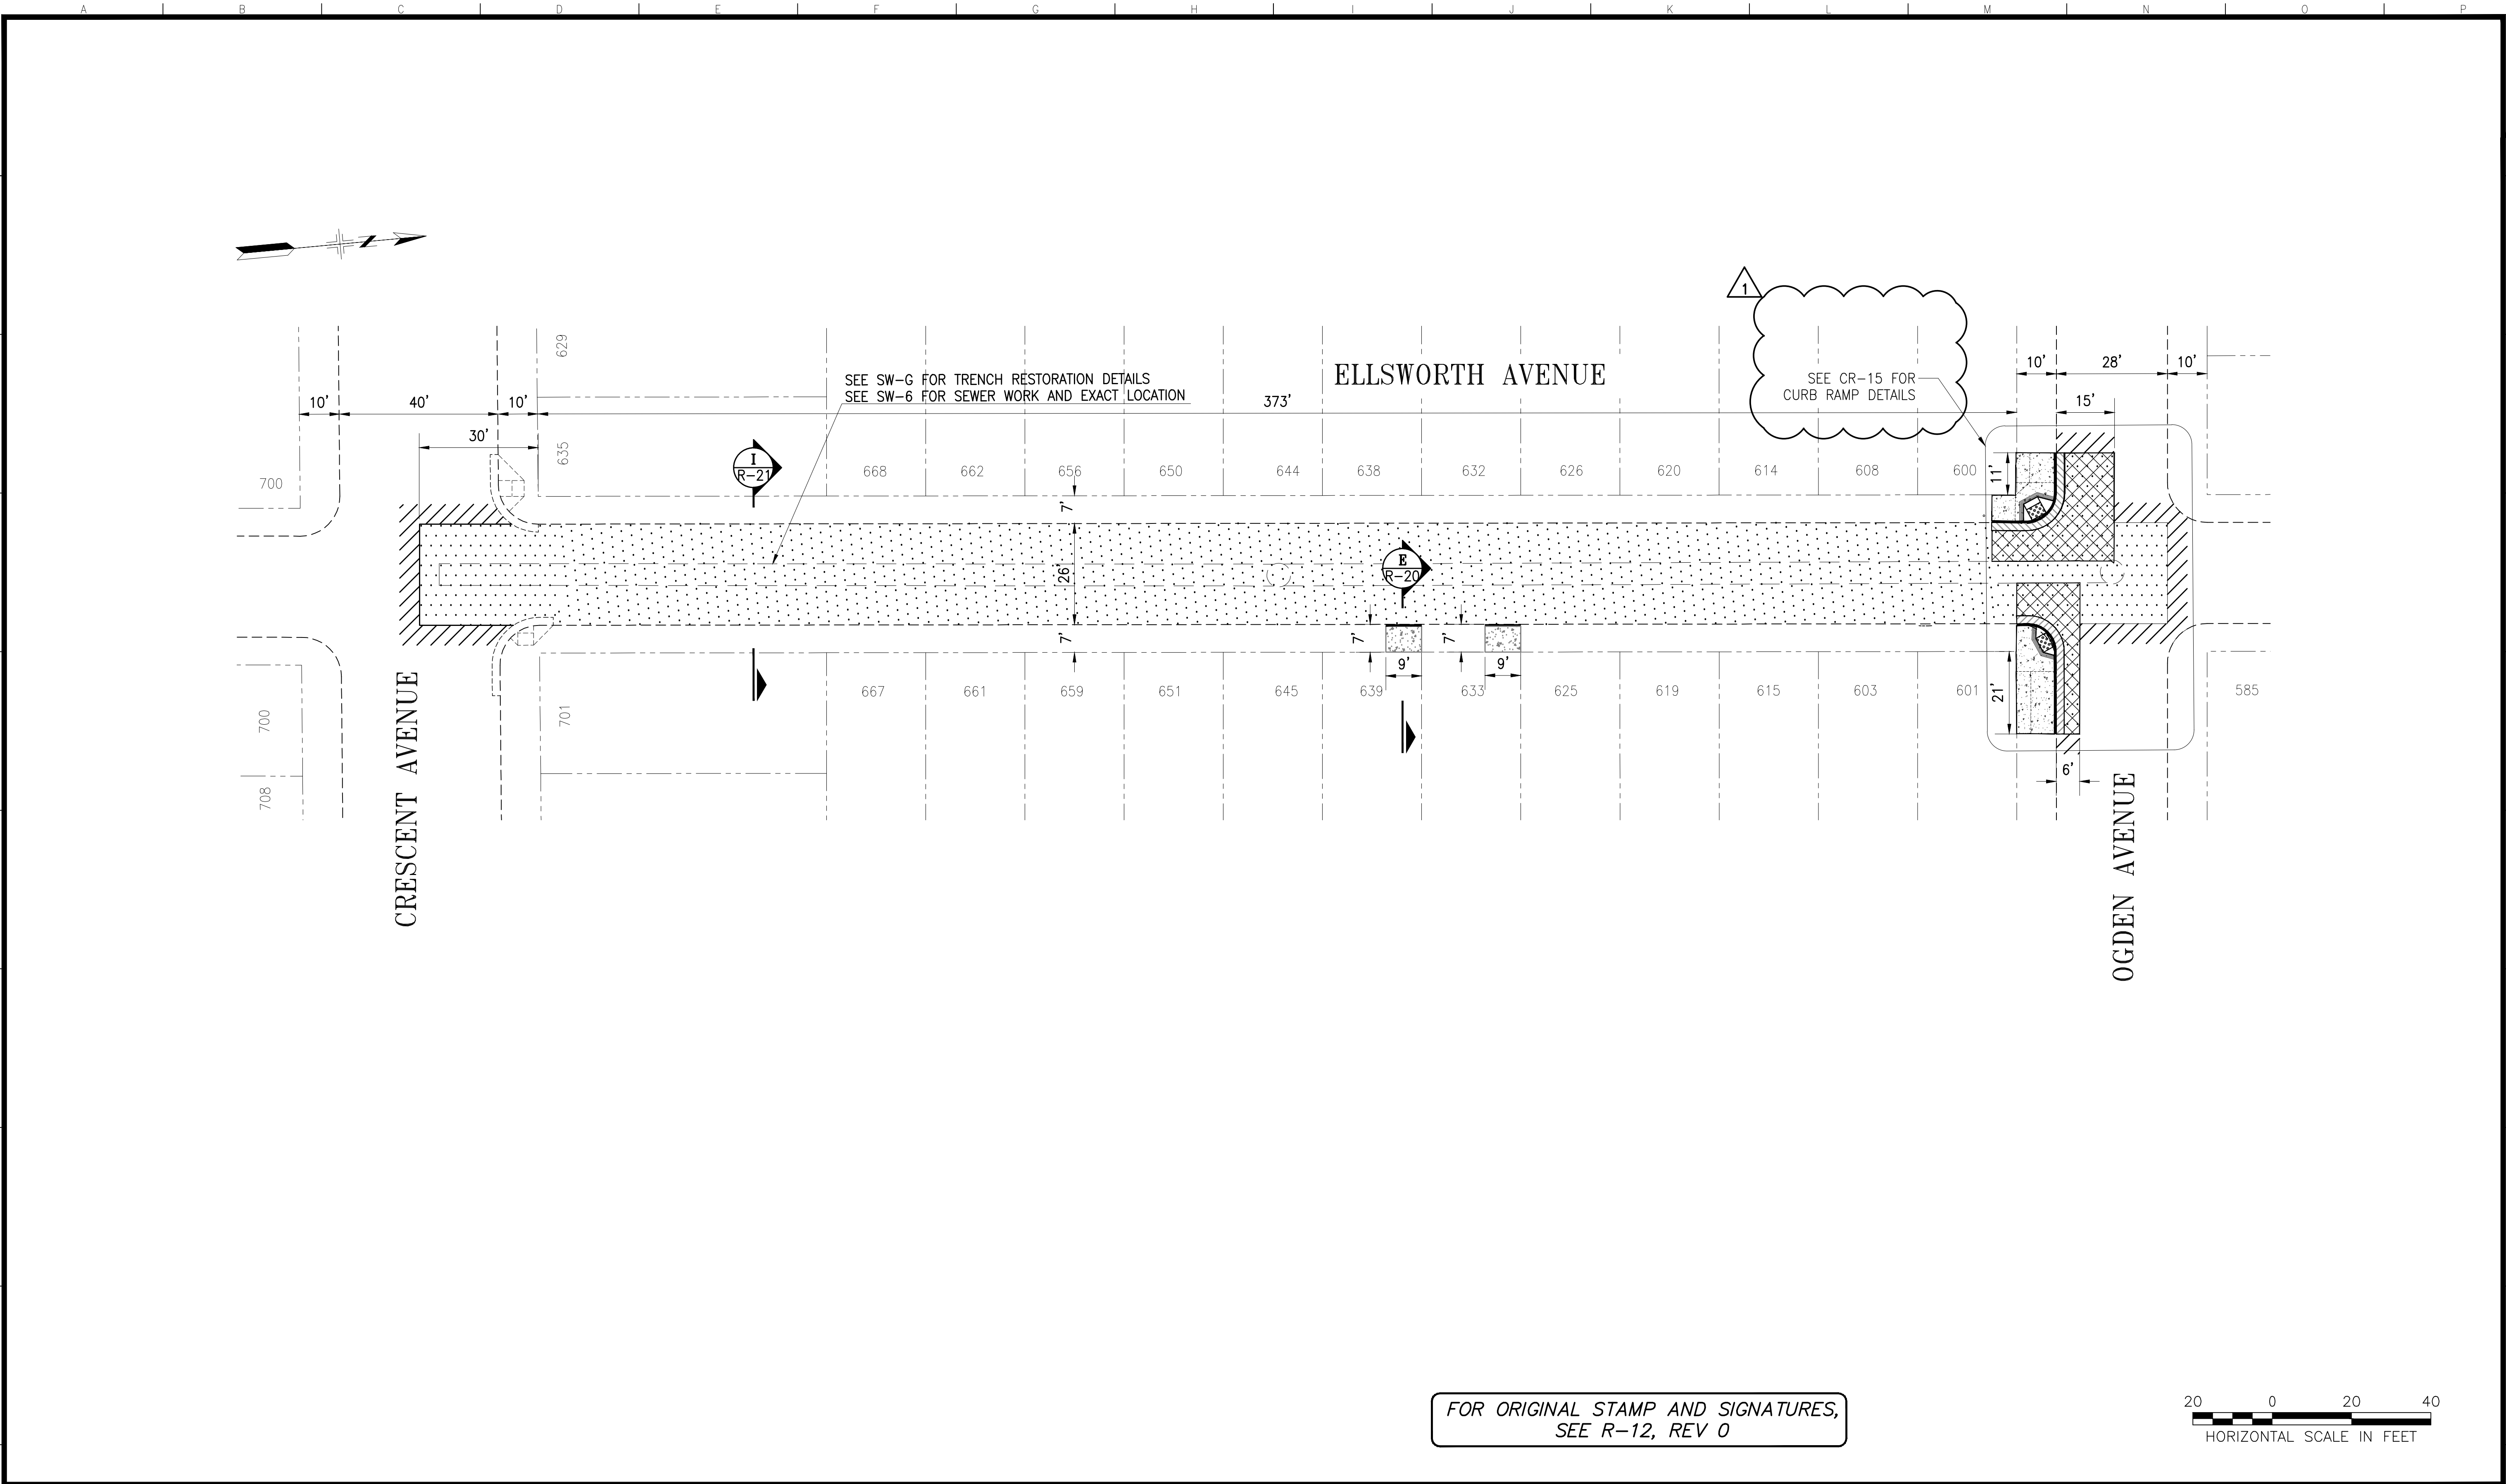 A B C D E F G H I J K L M N O P
1
ELLSWORTH AVENUE
SEE SW-G FOR TRENCH RESTORATION DETAILS
SEE SW-6 FOR SEWER WORK AND EXACT LOCATION
SEE CR-15 FOR
CURB RAMP DETAILS
629
10' 40' 10' 373' 10' 28' 10'
30' 15'
635
I
R-21
700 668 662 656 650 644 638 632 626 620 614 608 600 11'
7'
26'
E
R-20
7' 7' 7'
9' 9'
667 661 659 651 645 639 633 625 619 615 603 601 21' 585
700
701
708
6'
CRESCENT AVENUE
OGDEN AVENUE
FOR ORIGINAL STAMP AND SIGNATURES,
SEE R-12, REV 0
20 0 20 40
HORIZONTAL SCALE IN FEET